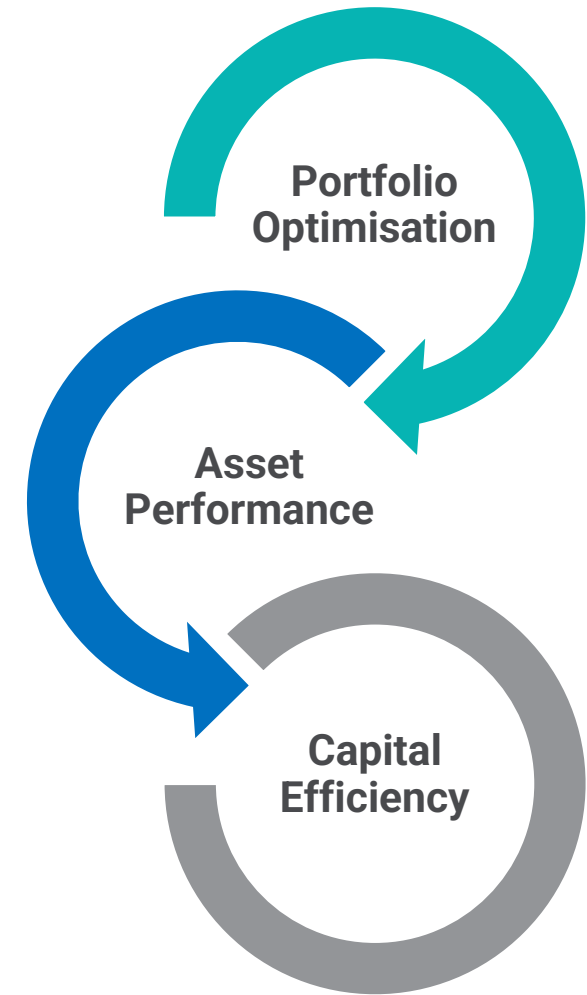 Portfolio
Optimisation
Asset
Performance
Capital
Efficiency